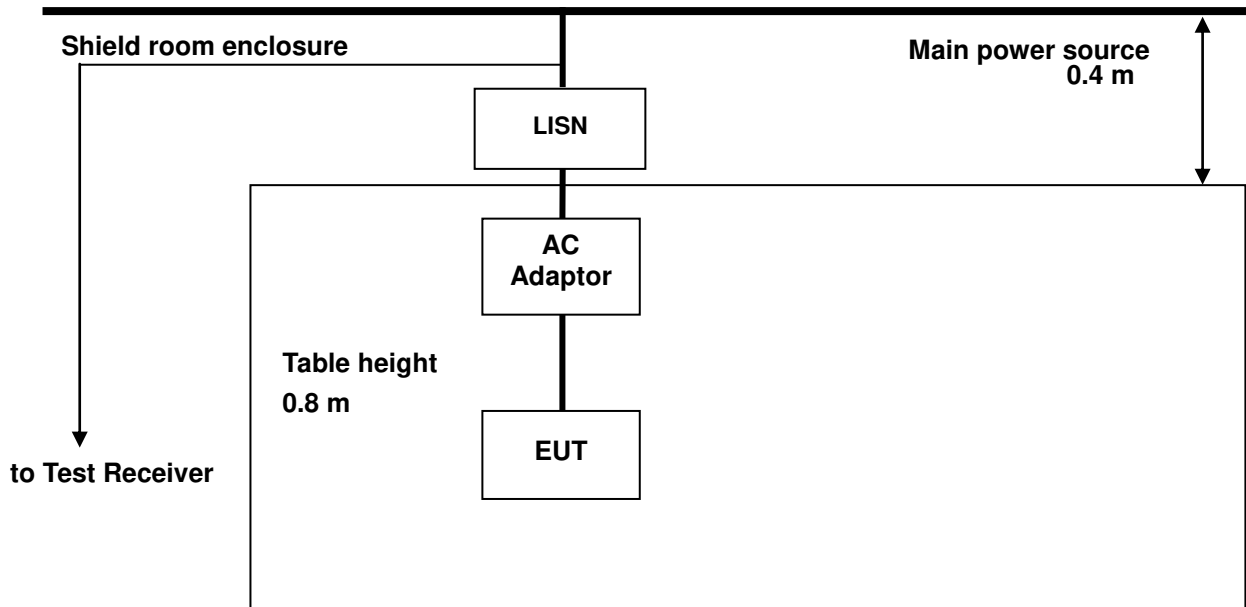 Shield room enclosure
Main power source
0.4 m
LISN
AC
Adaptor
Table height
0.8 m
EUT
to Test Receiver